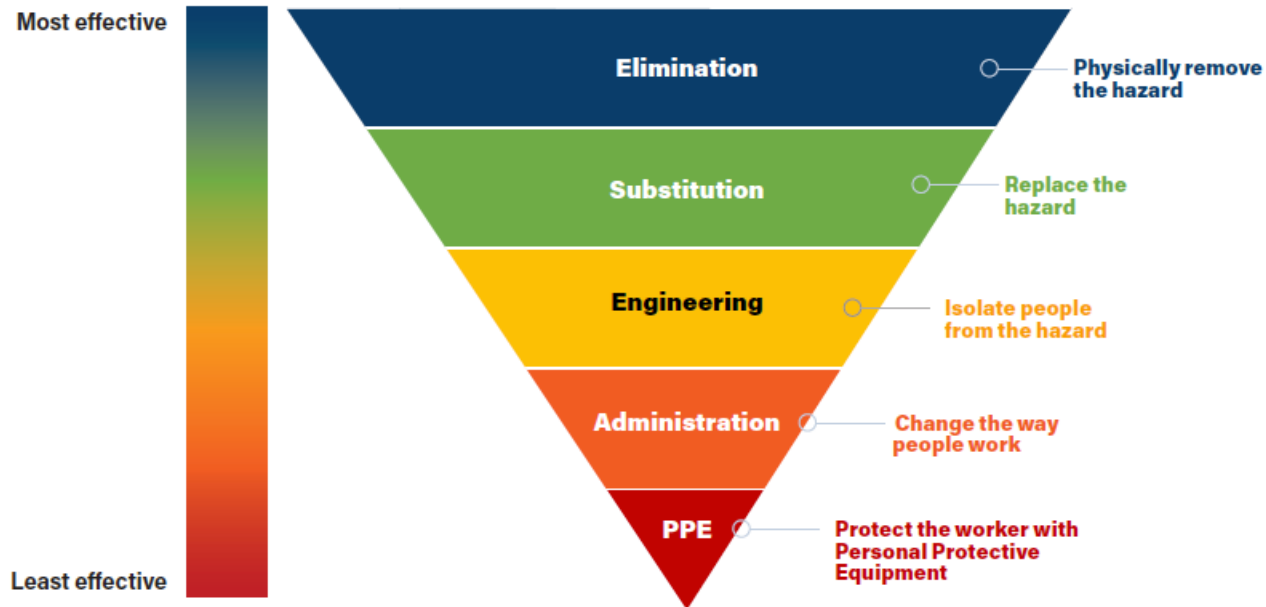 Most effective
Elimination
Physically remove
the hazard
Substitution
Replace the
hazard
Engineering
Isolate people
from the hazard
Administration
Change the way
people work
PPE
Protect the worker with
Personal Protective
Equipment
Least effective